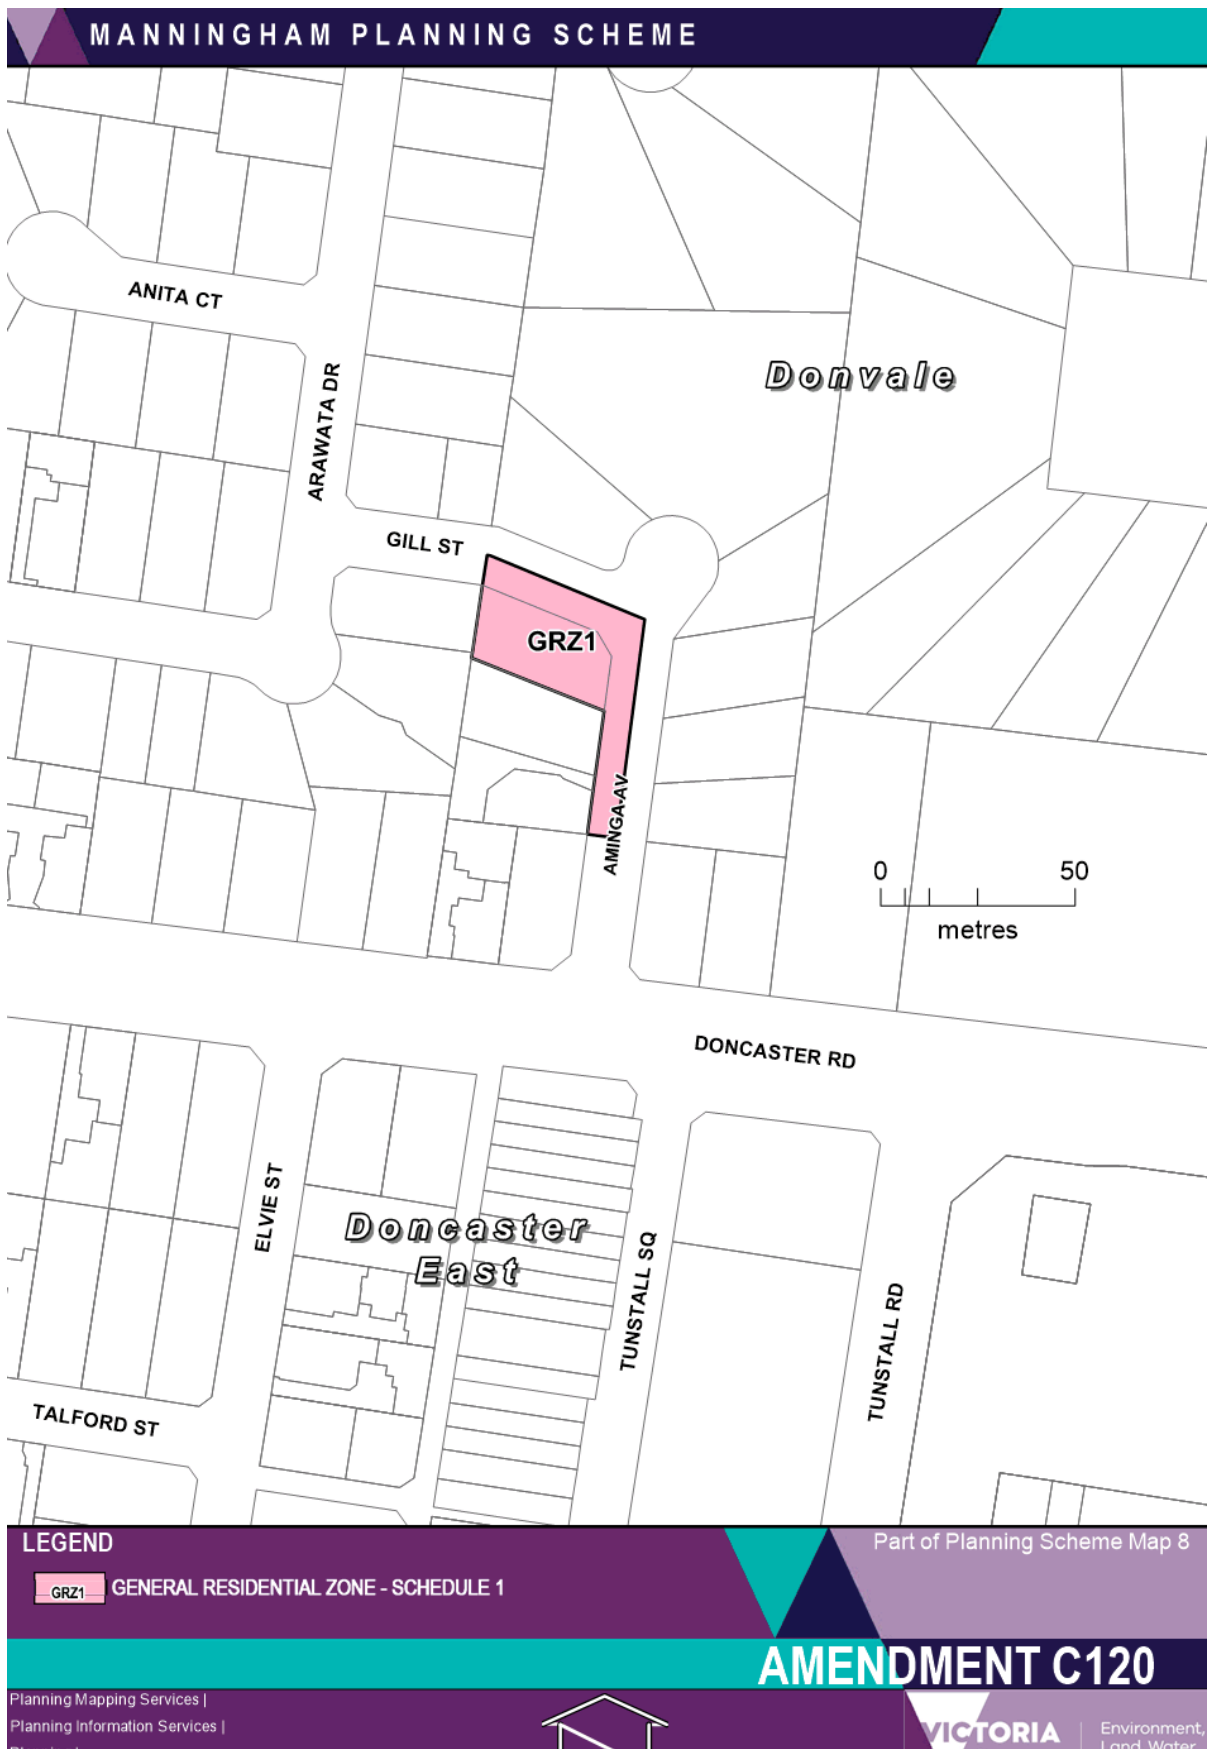 MANNINGHAM PLANNING SCHEME
ANITA CT
ARAWATA DR
Donvale
GILL ST
GRZ1
AMINGA AV
0 50
metres
DONCASTER RD
ELVIE ST
Doncaster
East
TUNSTALL SQ
TUNSTALL RD
TALFORD ST
LEGEND
Part of Planning Scheme Map 8
GRZ1 GENERAL RESIDENTIAL ZONE - SCHEDULE 1
AMENDMENT C120
Planning Mapping Services |
Planning Information Services |
VICTORIA
Environment,
Land, Water